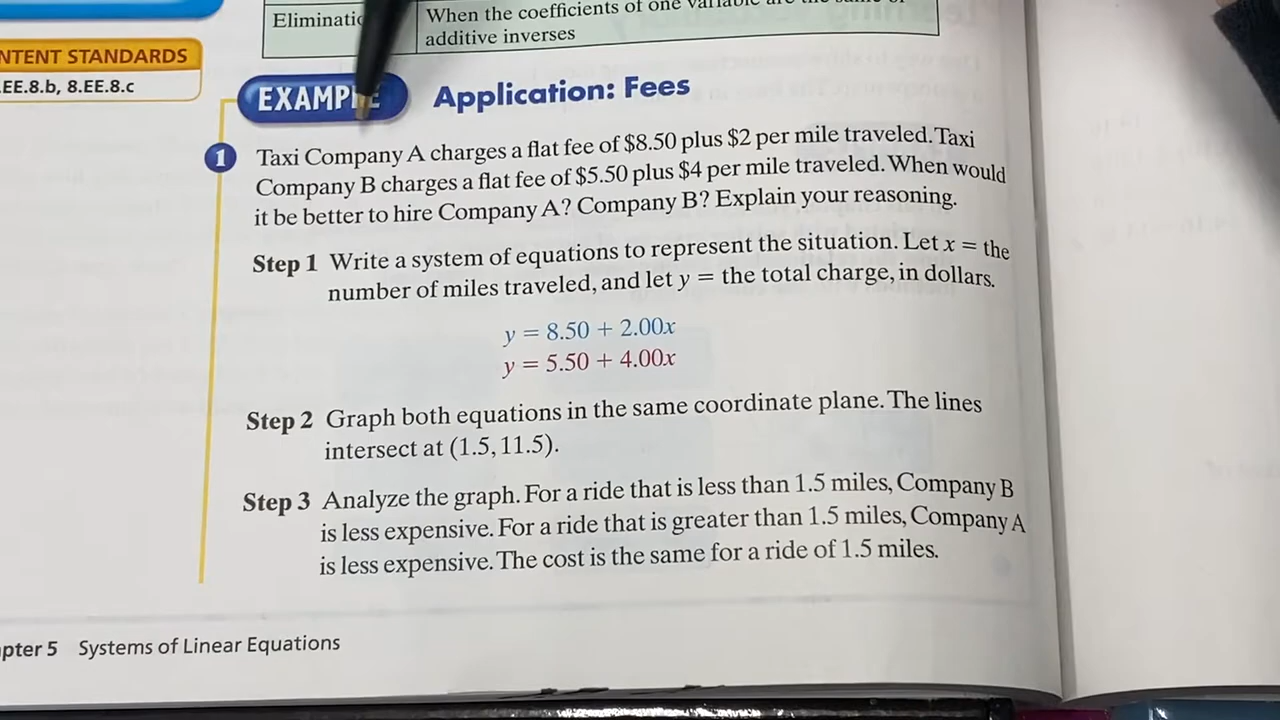 When the coefficients of one variable are the same or
additive inverses
NTENT STANDARDS
EE.8.b, 8.EE.8.c
Application: Fees
1 Taxi Company A charges a flat fee of $8.50 plus $2 per mile traveled. Taxi
Company B charges a flat fee of $5.50 plus $4 per mile traveled. When would
it be better to hire Company A? Company B? Explain your reasoning.
Step 1 Write a system of equations to represent the situation. Let x = the
number of miles traveled, and let y = the total charge, in dollars.
y = 8.50 + 2.00x
y = 5.50 + 4.00x
Step 2 Graph both equations in the same coordinate plane. The lines
intersect at (1.5, 11.5).
Step 3 Analyze the graph. For a ride that is less than 1.5 miles, Company B
is less expensive. For a ride that is greater than 1.5 miles, Company A
is less expensive. The cost is the same for a ride of 1.5 miles.
pter 5 Systems of Linear Equations